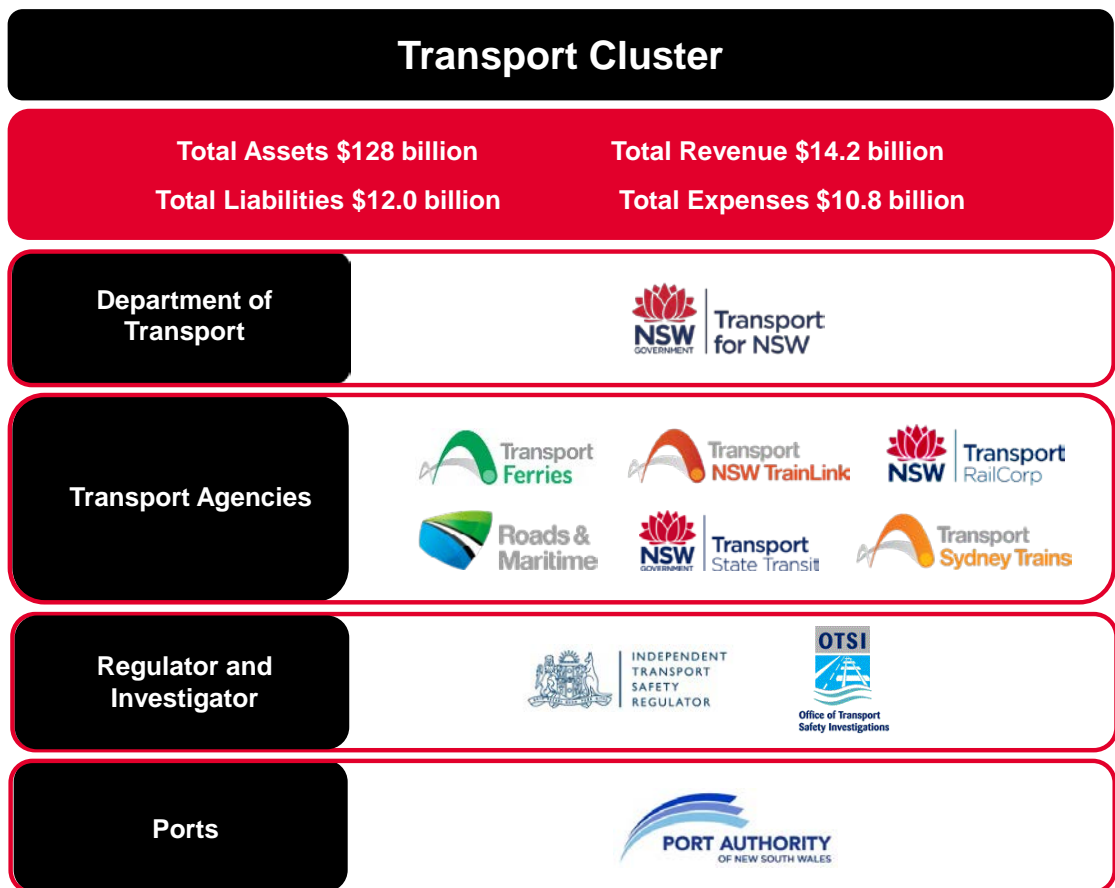 Transport Cluster
Total Assets $128 billion
Total Revenue $14.2 billion
Total Liabilities $12.0 billion
Total Expenses $10.8 billion
Department of
Transport
NSW
GOVERNMENT
Transport
for NSW
Transport Agencies
Transport
Ferries
Transport
NSW TrainLink
NSW
Transport
RailCorp
Roads &
Maritime
NSW
GOVERNMENT
Transport
State Transit
Transport
Sydney Trains
Regulator and
Investigator
INDEPENDENT
TRANSPORT
SAFETY
REGULATOR
OTSI
Office of Transport
Safety Investigations
Ports
PORT AUTHORITY
OF NEW SOUTH WALES